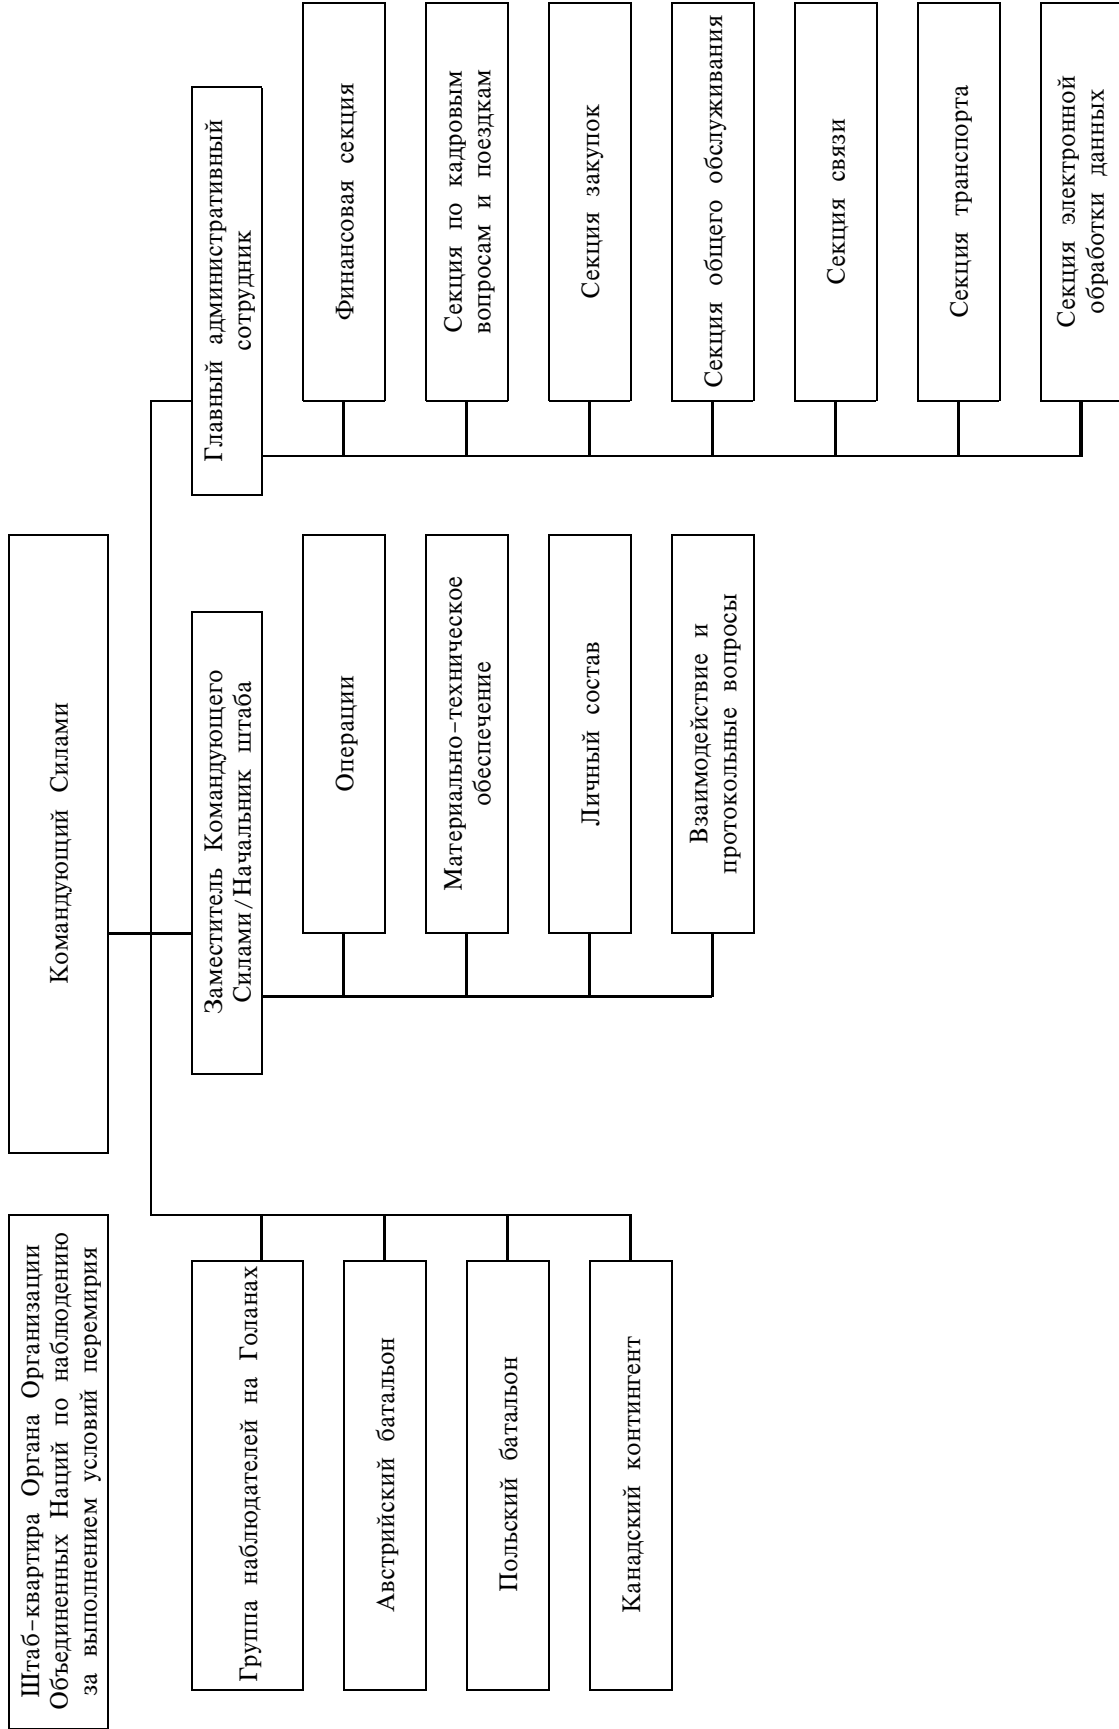 Штаб-квартира Органа Организации
Объединенных Наций по наблюдению
за выполнением условий перемирия
Командующий Силами
Группа наблюдателей на Голанах
Австрийский батальон
Польский батальон
Канадский контингент
Заместитель Командующего
Силами/Начальник штаба
Операции
Материально-техническое
обеспечение
Личный состав
Взаимодействие и
протокольные вопросы
Главный административный
сотрудник
Финансовая секция
Секция по кадровым
вопросам и поездкам
Секция закупок
Секция общего обслуживания
Секция связи
Секция транспорта
Секция электронной
обработки данных